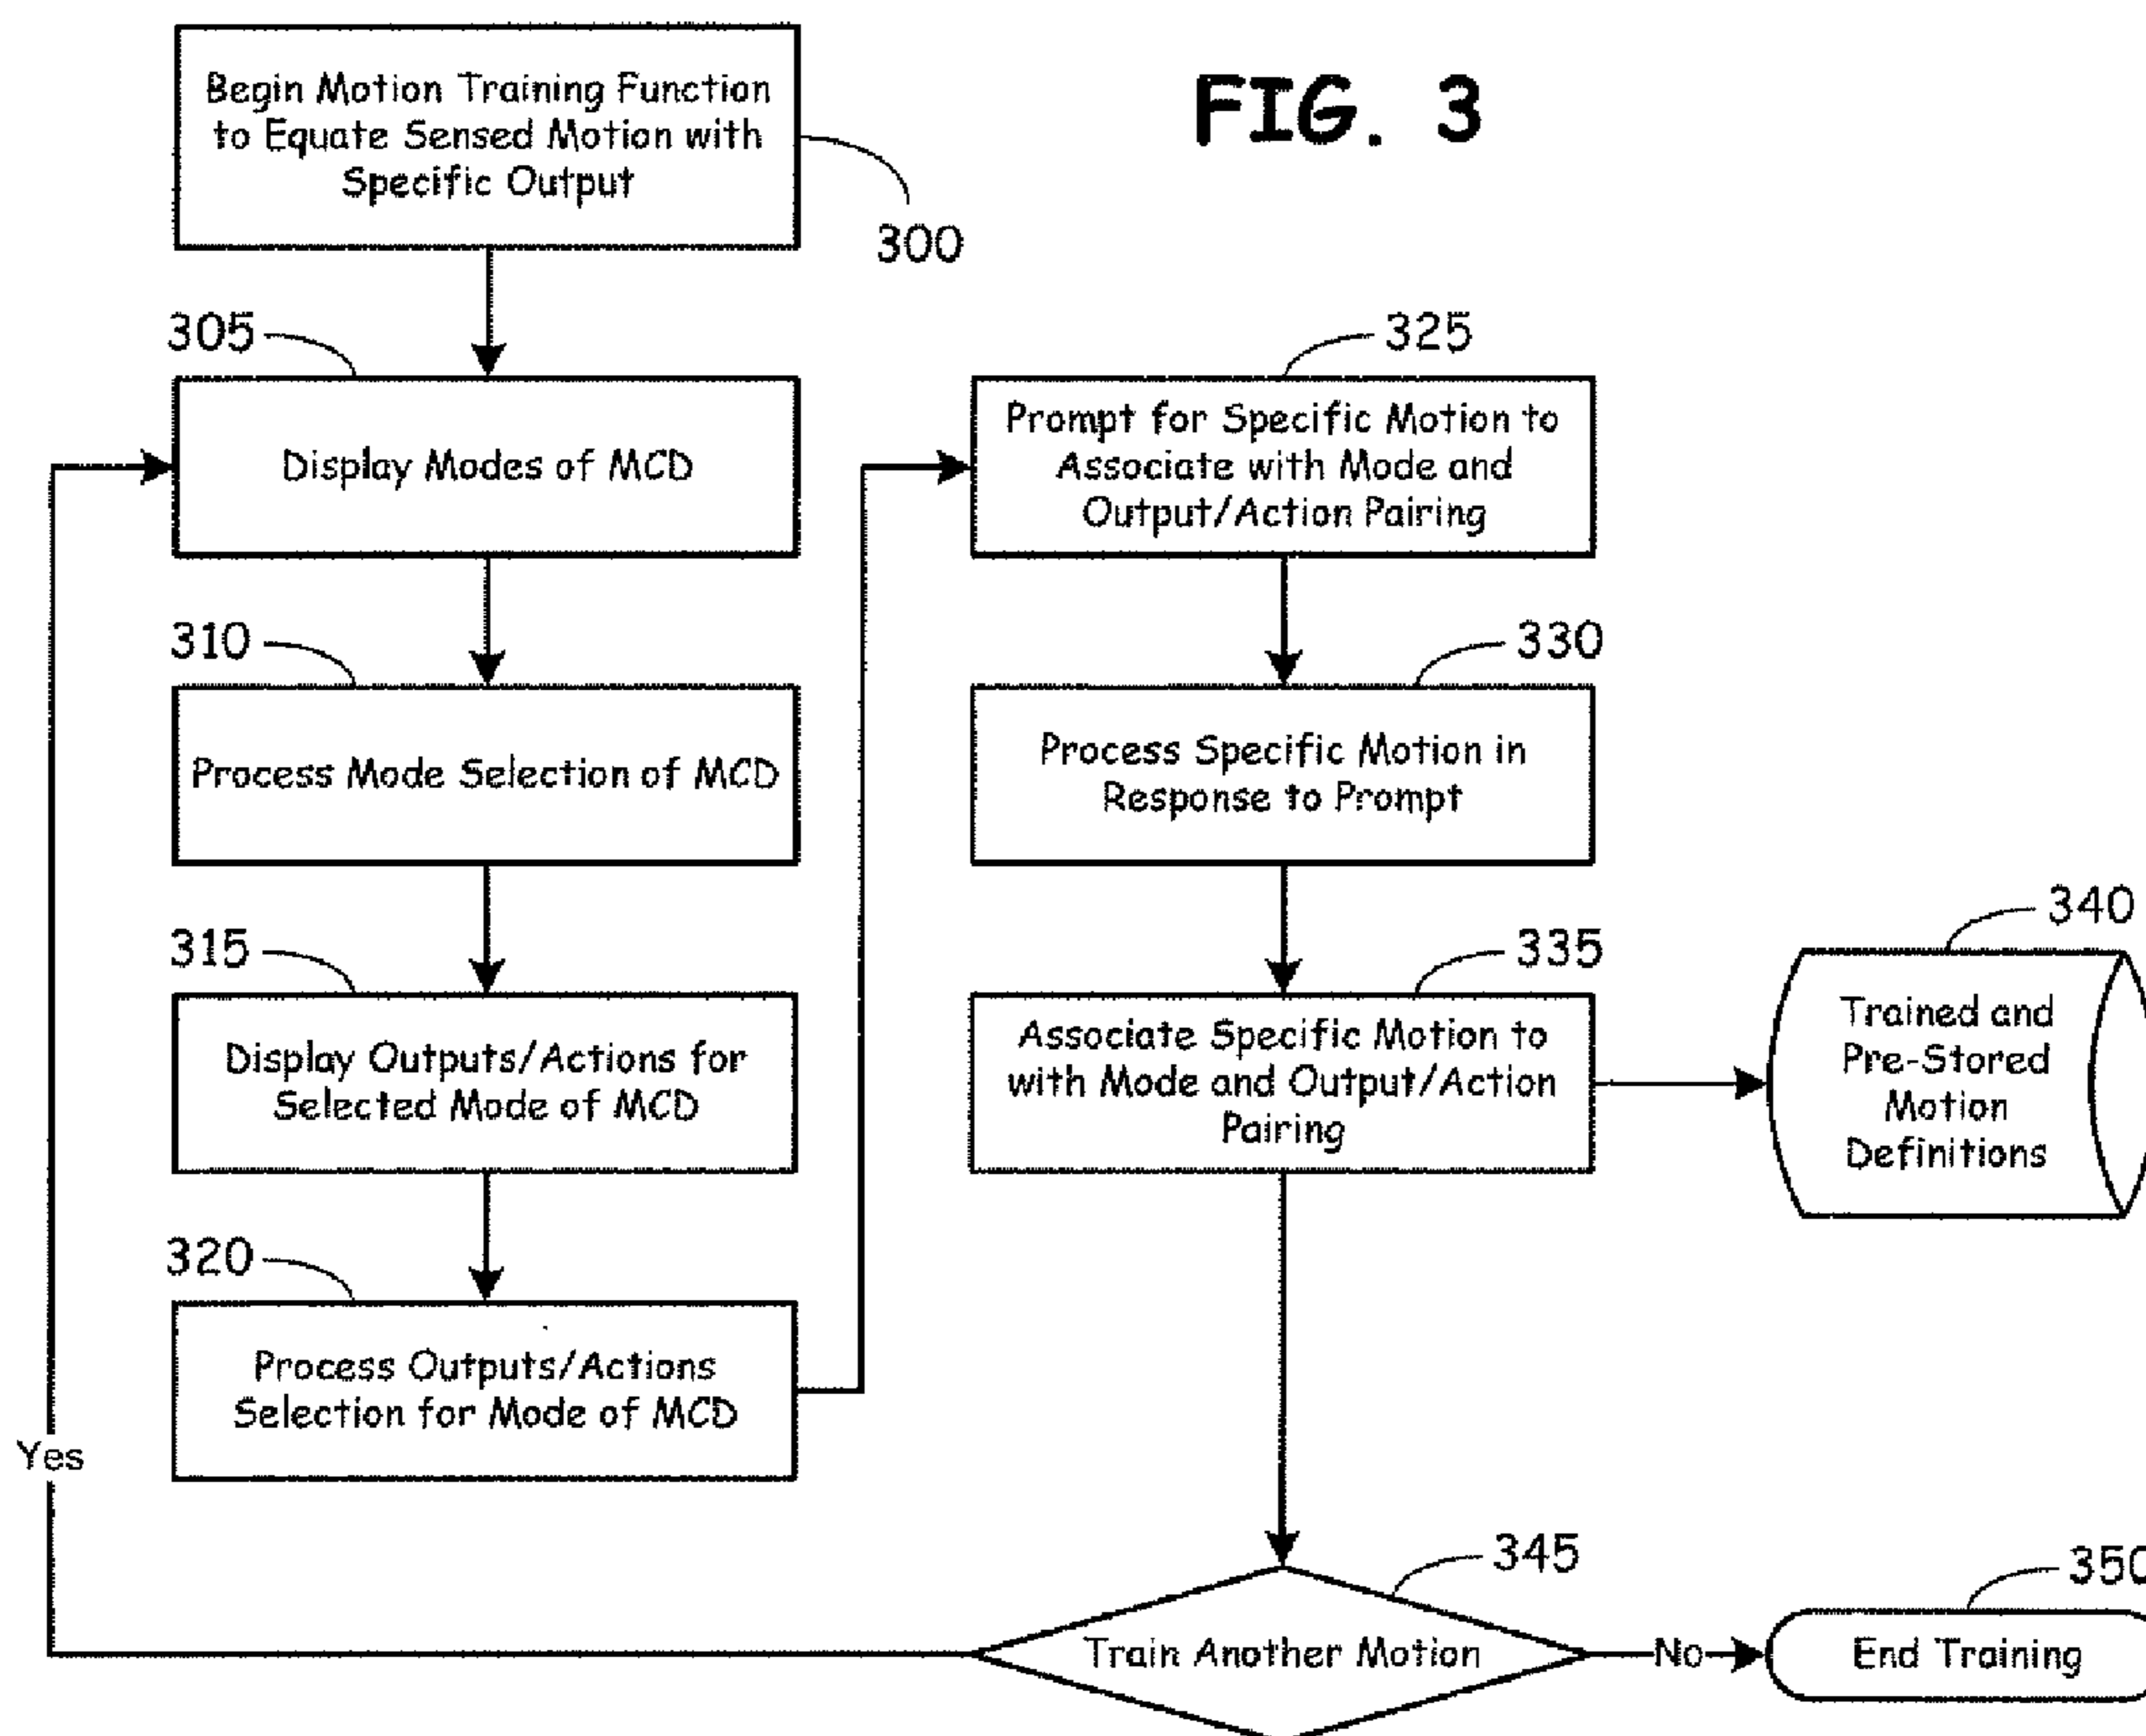 FIG. 3
Begin Motion Training Function
to Equate Sensed Motion with
Specific Output
300
305
Display Modes of MCD
310
Process Mode Selection of MCD
315
Display Outputs/Actions for
Selected Mode of MCD
320
Process Outputs/Actions
Selection for Mode of MCD
325
Prompt for Specific Motion to
Associate with Mode and
Output/Action Pairing
330
Process Specific Motion in
Response to Prompt
335
Associate Specific Motion to
with Mode and Output/Action
Pairing
340
Trained and
Pre-Stored
Motion
Definitions
345
Train Another Motion
Yes
No
350
End Training